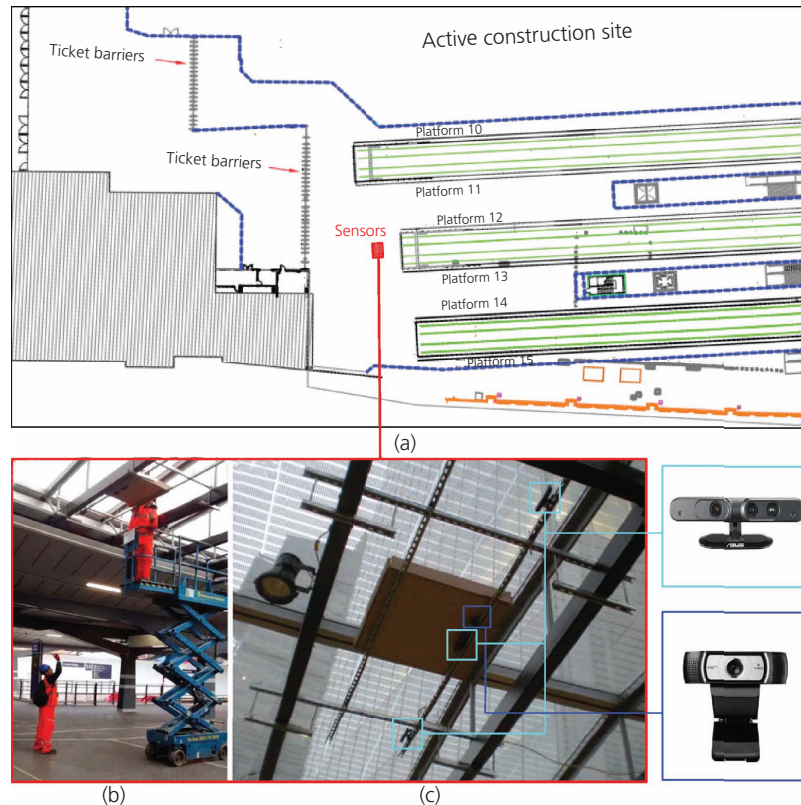 Active construction site
Ticket barriers
Platform 10
Ticket barriers
Platform 11
Platform 12
Sensors
Platform 13
Platform 14
Platform 15
(a)
ASUS
(b)
(c)